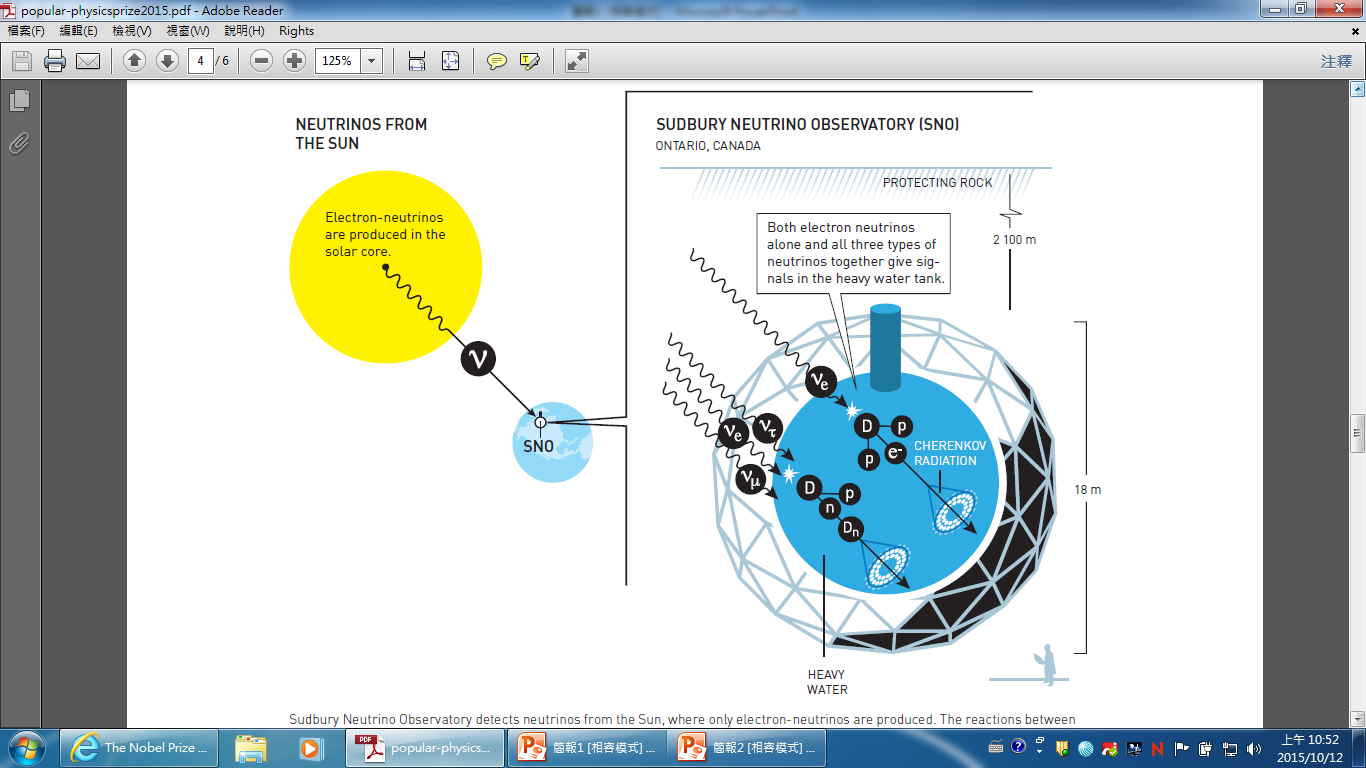 popular-physicsprize2015.pdf - Adobe Reader
檔案(F) 編輯(E) 檢視(V) 視窗(W) 說明(H) Rights
4 / 6 125% 注釋
NEUTRINOS FROM
THE SUN
Electron-neutrinos
are produced in the
solar core.
ν
SNO
SUDBURY NEUTRINO OBSERVATORY (SNO)
ONTARIO, CANADA
PROTECTING ROCK
2 100 m
Both electron neutrinos
alone and all three types of
neutrinos together give sig-
nals in the heavy water tank.
νe
D p
p e-
CHERENKOV
RADIATION
νe ντ
νμ
D p
n
Dn
18 m
HEAVY
WATER
Sudbury Neutrino Observatory detects neutrinos from the Sun, where only electron-neutrinos are produced. The reactions between
The Nobel Prize ...
popular-physics...
簡報1 [相容模式] ...
簡報2 [相容模式] ...
上午 10:52
2015/10/12